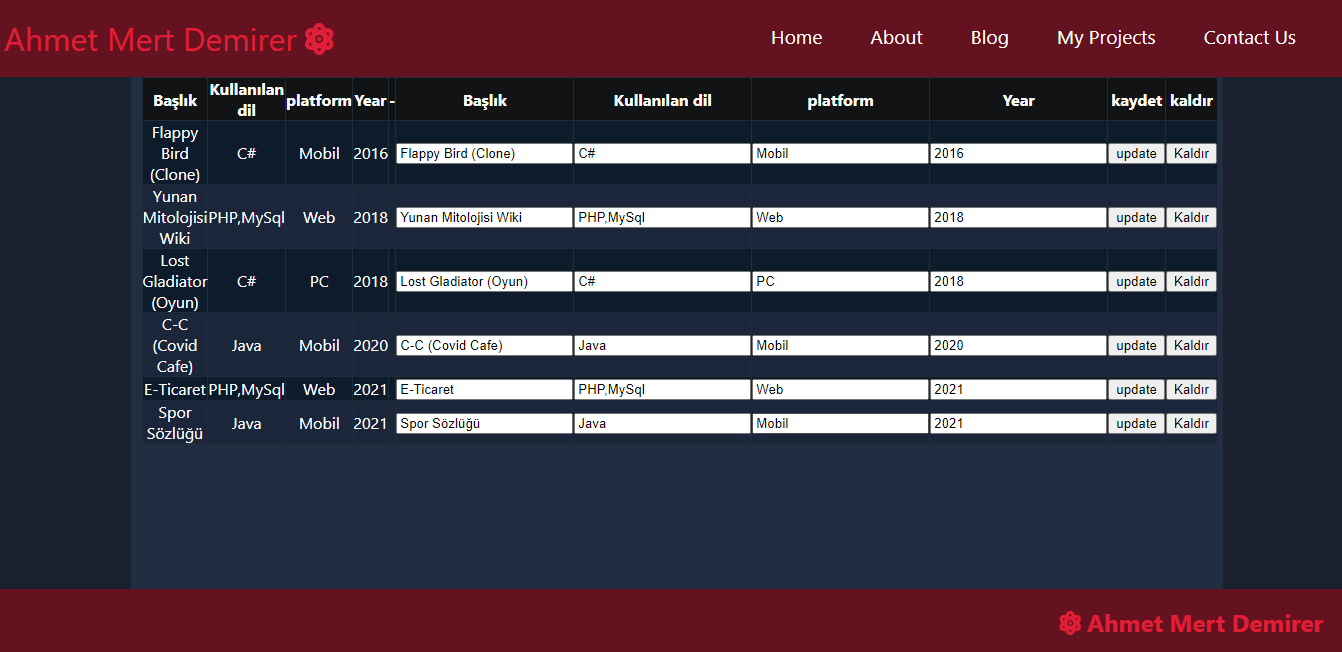 Ahmet Mert Demirer
Home About Blog My Projects Contact Us
Başlık Kullanılan dil platform Year - Başlık Kullanılan dil platform Year kaydet kaldır
Flappy Bird (Clone) C# Mobil 2016 Flappy Bird (Clone) C# Mobil 2016 update Kaldır
Yunan Mitolojisi Wiki PHP,MySql Web 2018 Yunan Mitolojisi Wiki PHP,MySql Web 2018 update Kaldır
Lost Gladiator (Oyun) C# PC 2018 Lost Gladiator (Oyun) C# PC 2018 update Kaldır
C-C (Covid Cafe) Java Mobil 2020 C-C (Covid Cafe) Java Mobil 2020 update Kaldır
E-Ticaret PHP,MySql Web 2021 E-Ticaret PHP,MySql Web 2021 update Kaldır
Spor Sözlüğü Java Mobil 2021 Spor Sözlüğü Java Mobil 2021 update Kaldır
Ahmet Mert Demirer